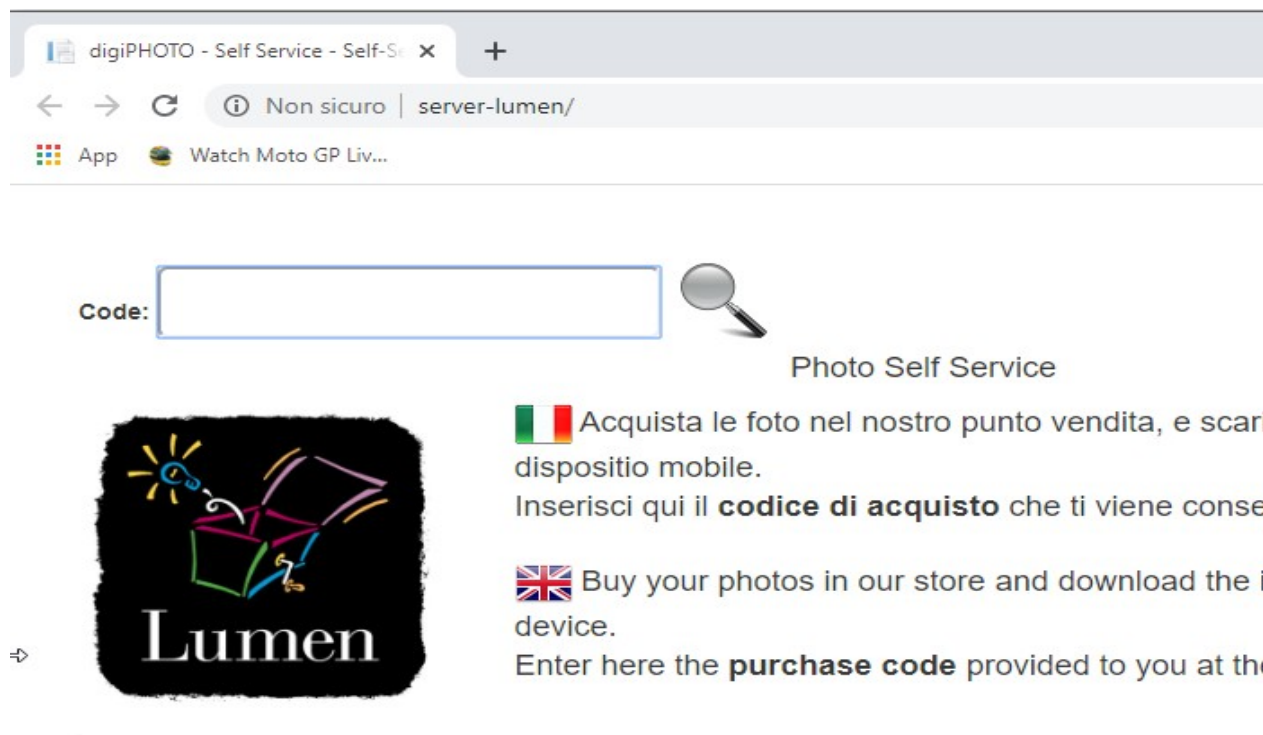 digiPHOTO - Self Service - Self-S
Non sicuro | server-lumen/
App Watch Moto GP Liv...
Code:
Photo Self Service
Acquista le foto nel nostro punto vendita, e scari
dispositio mobile.
Inserisci qui il codice di acquisto che ti viene conse
Buy your photos in our store and download the i
device.
Enter here the purchase code provided to you at the
Lumen